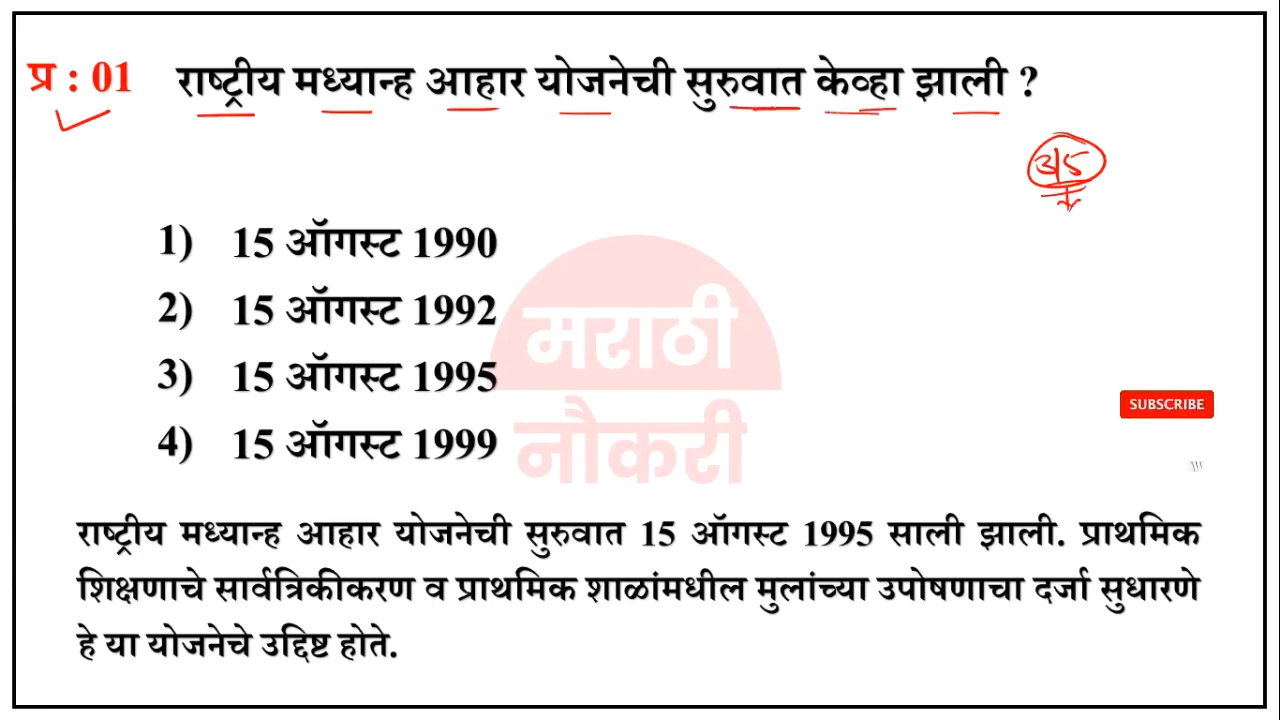 प्र : 01 राष्ट्रीय मध्यान्ह आहार योजनेची सुरुवात केव्हा झाली ?
1) 15 ऑगस्ट 1990
2) 15 ऑगस्ट 1992
3) 15 ऑगस्ट 1995
4) 15 ऑगस्ट 1999
मराठी
नौकरी
SUBSCRIBE
राष्ट्रीय मध्यान्ह आहार योजनेची सुरुवात 15 ऑगस्ट 1995 साली झाली. प्राथमिक
शिक्षणाचे सार्वत्रिकीकरण व प्राथमिक शाळांमधील मुलांच्या उपोषणाचा दर्जा सुधारणे
हे या योजनेचे उद्दिष्ट होते.